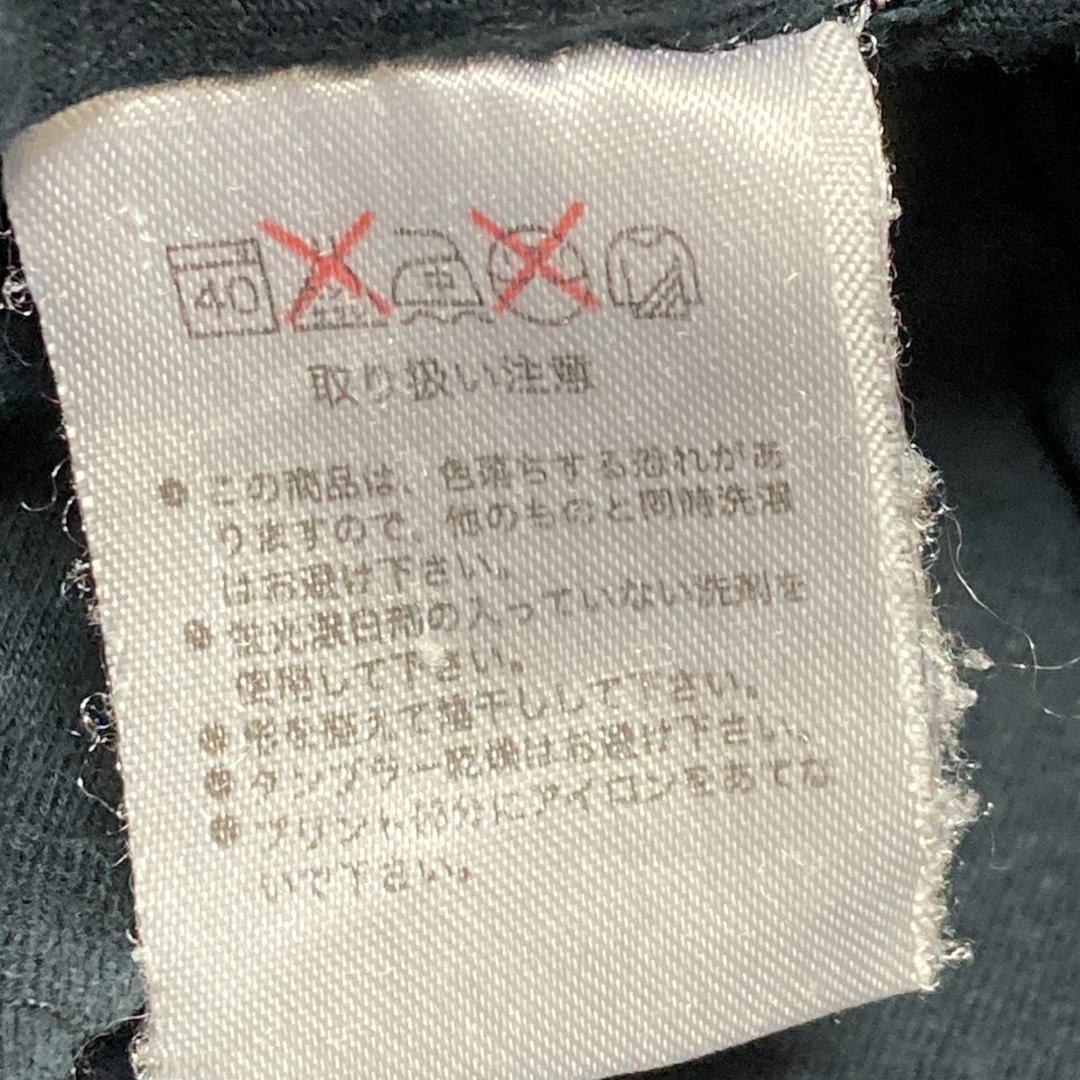 40
中
取り扱い注意
● この商品は、色落ちする恐れがあ
りますので、他のものと同時洗濯
はお避け下さい。
● 蛍光漂白剤の入っていない洗剤を
使用して下さい。
● 形を整えて陰干しして下さい。
● タンブラー乾燥はお避け下さい。
● プリント部分にアイロンをあてな
いで下さい。